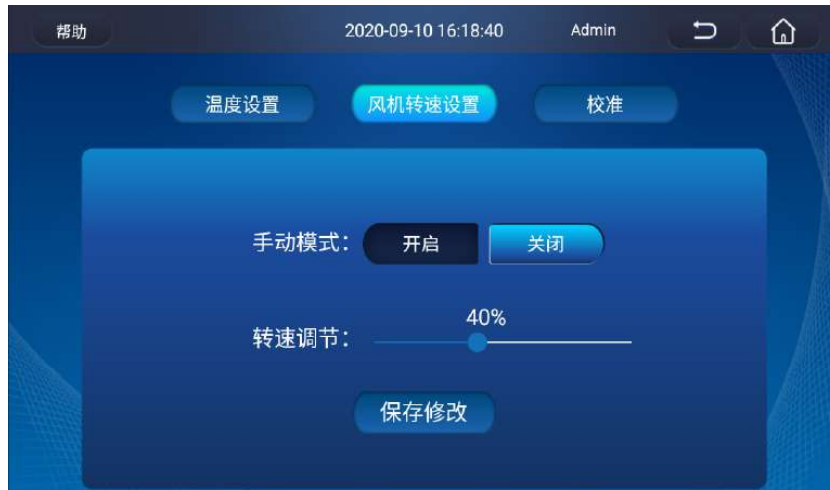 帮助 2020-09-10 16:18:40 Admin
温度设置 风机转速设置 校准
手动模式： 开启 关闭
40%
转速调节：
保存修改